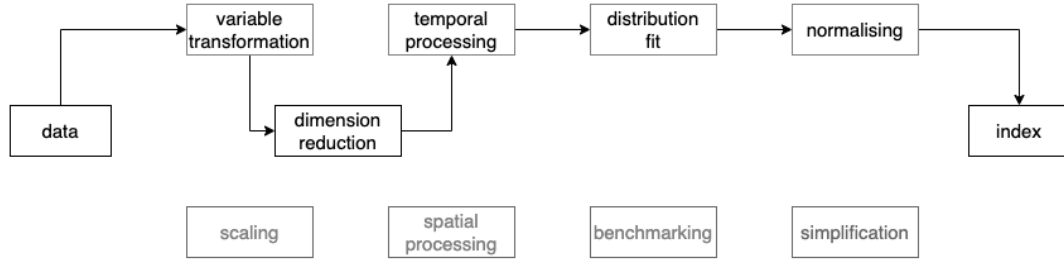 variable
transformation
temporal
processing
distribution
fit
normalising
data
dimension
reduction
index
scaling
spatial
processing
benchmarking
simplification